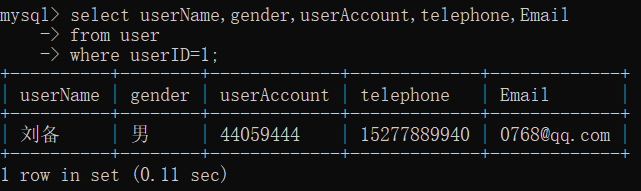 mysql> select userName,gender,userAccount,telephone,Email
    -> from user
    -> where userID=1;
+----------+--------+-------------+-------------+-------------+
| userName | gender | userAccount | telephone   | Email       |
+----------+--------+-------------+-------------+-------------+
| 刘备     | 男     | 44059444    | 15277889940 | 0768@qq.com |
+----------+--------+-------------+-------------+-------------+
1 row in set (0.11 sec)